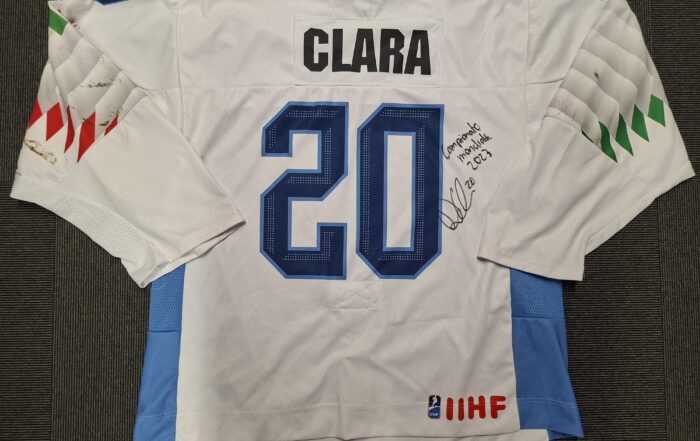 CLARA
20
Campionato
mondiale
2023
20
IIHF